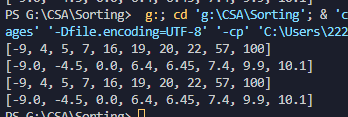 PS G:\CSA\Sorting>  g:; cd 'g:\CSA\Sorting'; & 'c
ages' '-Dfile.encoding=UTF-8' '-cp' 'C:\Users\222
[-9, 4, 5, 7, 16, 19, 20, 22, 57, 100]
[-9.0, -4.5, 0.0, 6.4, 6.45, 7.4, 9.9, 10.1]
[-9, 4, 5, 7, 16, 19, 20, 22, 57, 100]
[-9.0, -4.5, 0.0, 6.4, 6.45, 7.4, 9.9, 10.1]
PS G:\CSA\Sorting>